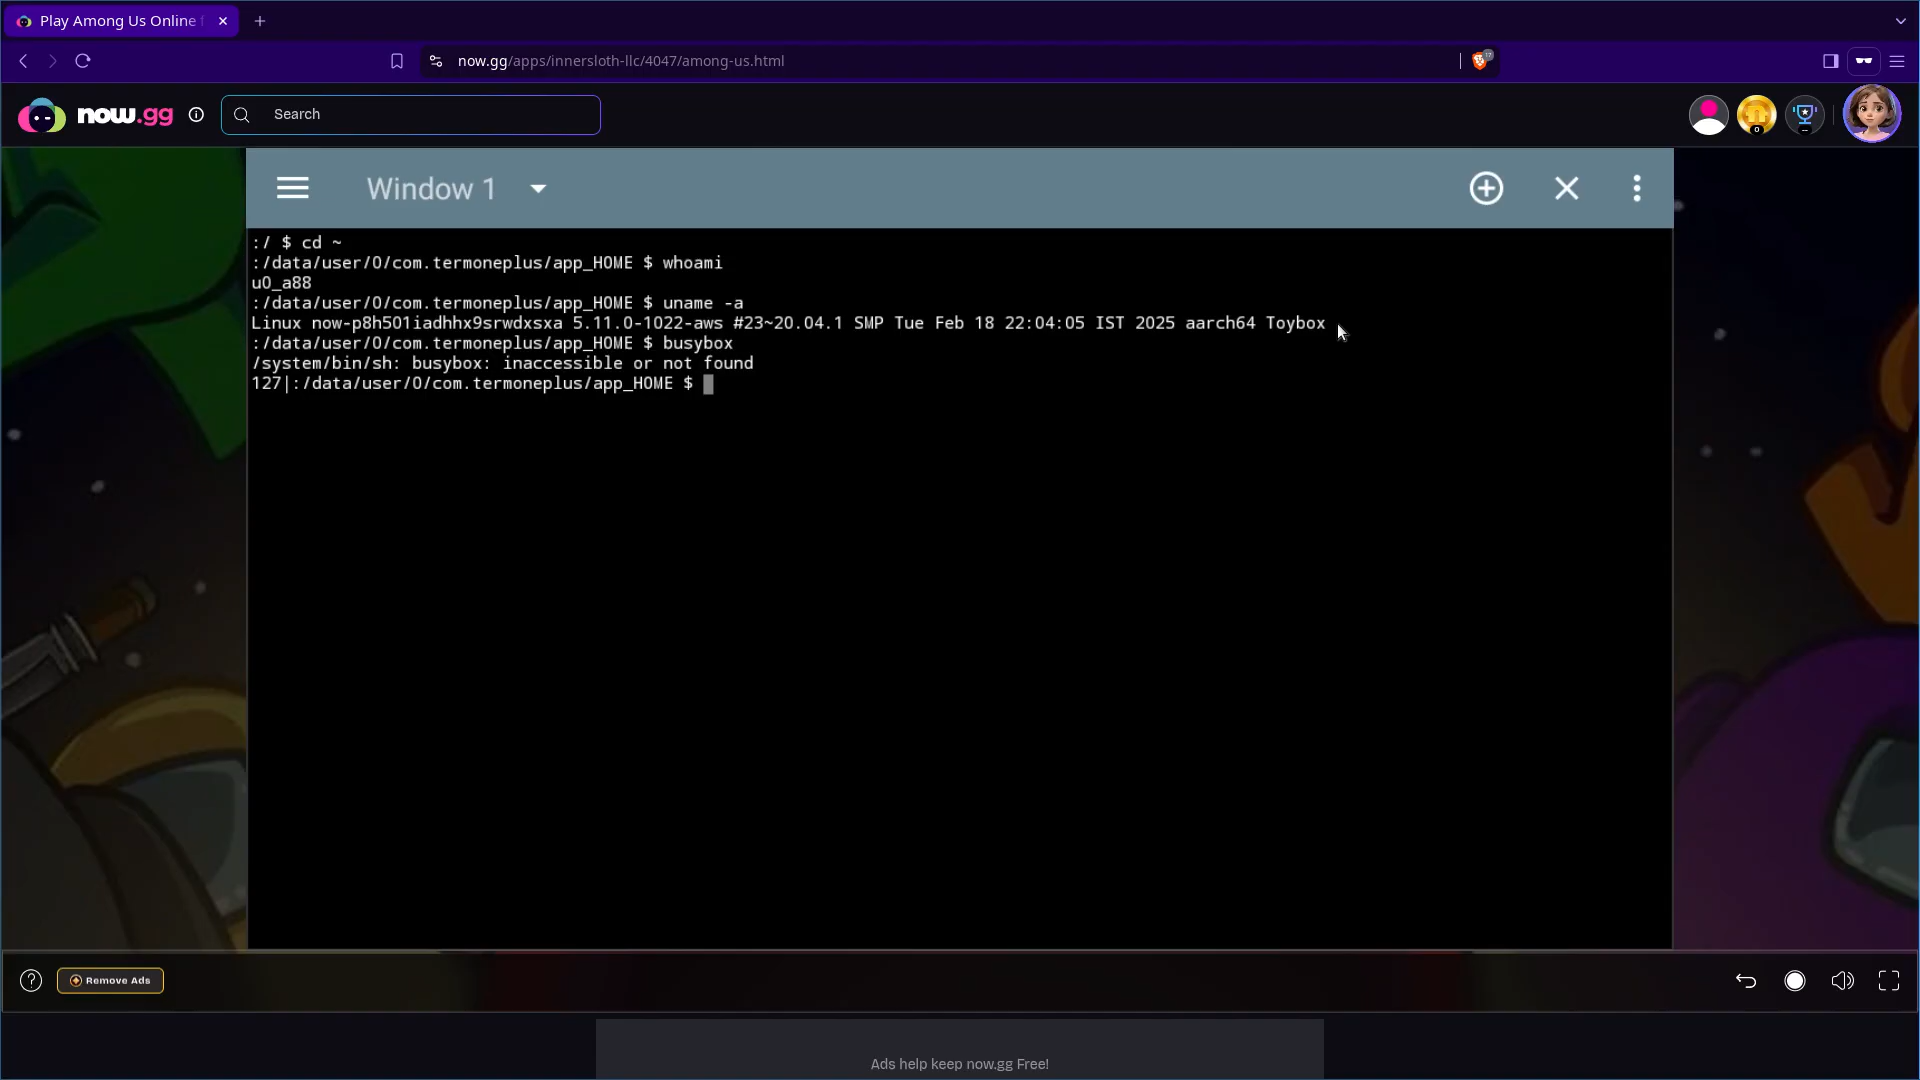 Play Among Us Online f
now.gg/apps/innersloth-llc/4047/among-us.html
17
now.gg
Search
0
--
Window 1
:/ $ cd ~
:/data/user/0/com.termoneplus/app_HOME $ whoami
u0_a88
:/data/user/0/com.termoneplus/app_HOME $ uname -a
Linux now-p8h501iadhhx9srwdxsxa 5.11.0-1022-aws #23~20.04.1 SMP Tue Feb 18 22:04:05 IST 2025 aarch64 Toybox
:/data/user/0/com.termoneplus/app_HOME $ busybox
/system/bin/sh: busybox: inaccessible or not found
127|:/data/user/0/com.termoneplus/app_HOME $
Remove Ads
Ads help keep now.gg Free!